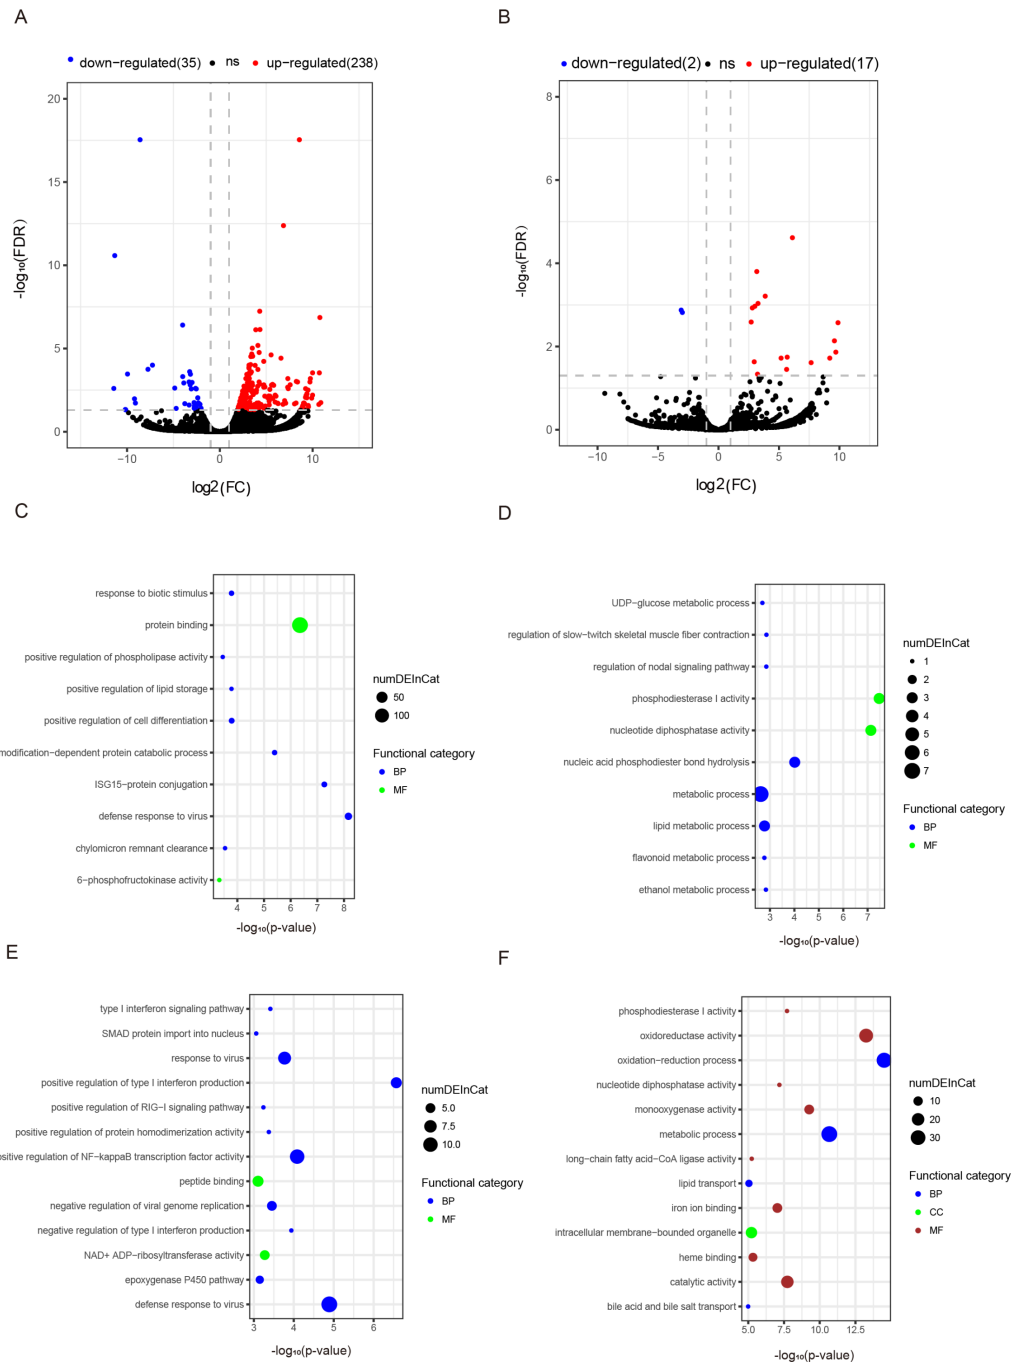 A
down-regulated(35) ns up-regulated(238)
20
15
10
5
0
-log₁₀(FDR)
-10 0 10
log2(FC)
B
down-regulated(2) ns up-regulated(17)
8
6
4
2
0
-log₁₀(FDR)
-10 -5 0 5 10
log2(FC)
C
response to biotic stimulus
protein binding
positive regulation of phospholipase activity
positive regulation of lipid storage
positive regulation of cell differentiation
modification-dependent protein catabolic process
ISG15-protein conjugation
defense response to virus
chylomicron remnant clearance
6-phosphofructokinase activity
4 5 6 7 8
-log₁₀(p-value)
numDEInCat
50
100
Functional category
BP
MF
D
UDP-glucose metabolic process
regulation of slow-twitch skeletal muscle fiber contraction
regulation of nodal signaling pathway
phosphodiesterase I activity
nucleotide diphosphatase activity
nucleic acid phosphodiester bond hydrolysis
metabolic process
lipid metabolic process
flavonoid metabolic process
ethanol metabolic process
3 4 5 6 7
-log₁₀(p-value)
numDEInCat
1
2
3
4
5
6
7
Functional category
BP
MF
E
type I interferon signaling pathway
SMAD protein import into nucleus
response to virus
positive regulation of type I interferon production
positive regulation of RIG-I signaling pathway
positive regulation of protein homodimerization activity
ositive regulation of NF-kappaB transcription factor activity
peptide binding
negative regulation of viral genome replication
negative regulation of type I interferon production
NAD+ ADP-ribosyltransferase activity
epoxygenase P450 pathway
defense response to virus
3 4 5 6
-log₁₀(p-value)
numDEInCat
5.0
7.5
10.0
Functional category
BP
MF
F
phosphodiesterase I activity
oxidoreductase activity
oxidation-reduction process
nucleotide diphosphatase activity
monooxygenase activity
metabolic process
long-chain fatty acid-CoA ligase activity
lipid transport
iron ion binding
intracellular membrane-bounded organelle
heme binding
catalytic activity
bile acid and bile salt transport
5.0 7.5 10.0 12.5
-log₁₀(p-value)
numDEInCat
10
20
30
Functional category
BP
CC
MF